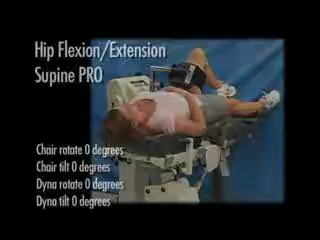 Hip Flexion/Extension
Supine PRO
Chair rotate 0 degrees
Chair tilt 0 degrees
Dyna rotate 0 degrees
Dyna tilt 0 degrees